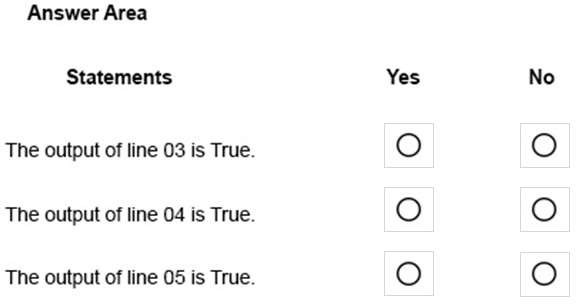 Answer Area
Statements Yes No
The output of line 03 is True.
The output of line 04 is True.
The output of line 05 is True.